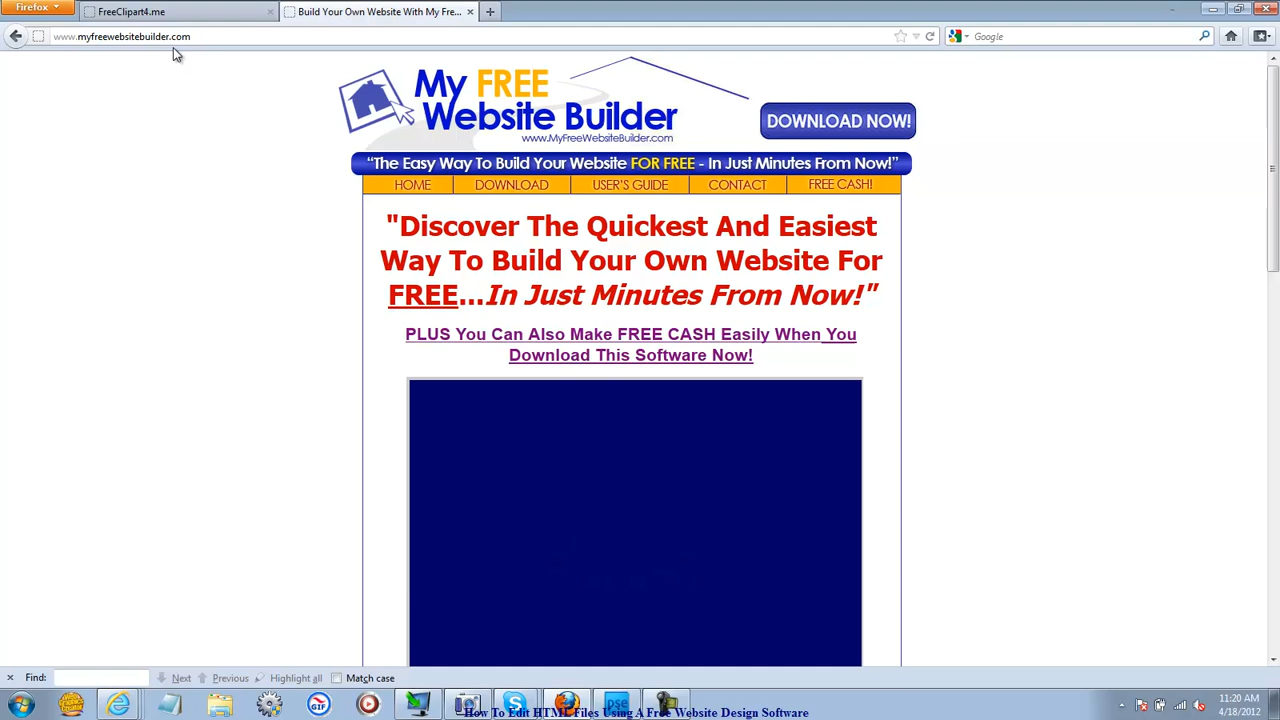 Firefox
FreeClipart4.me
Build Your Own Website With My Fre...
www.myfreewebsitebuilder.com
Google
My FREE
Website Builder
www.MyFreeWebsiteBuilder.com
DOWNLOAD NOW!
“The Easy Way To Build Your Website FOR FREE - In Just Minutes From Now!”
HOME DOWNLOAD USER'S GUIDE CONTACT FREE CASH!
"Discover The Quickest And Easiest
Way To Build Your Own Website For
FREE...In Just Minutes From Now!”
PLUS You Can Also Make FREE CASH Easily When You
Download This Software Now!
Find: Next Previous Highlight all Match case
GIF
pse
11:20 AM
4/18/2012
How To Edit HTML Files Using A Free Website Design Software